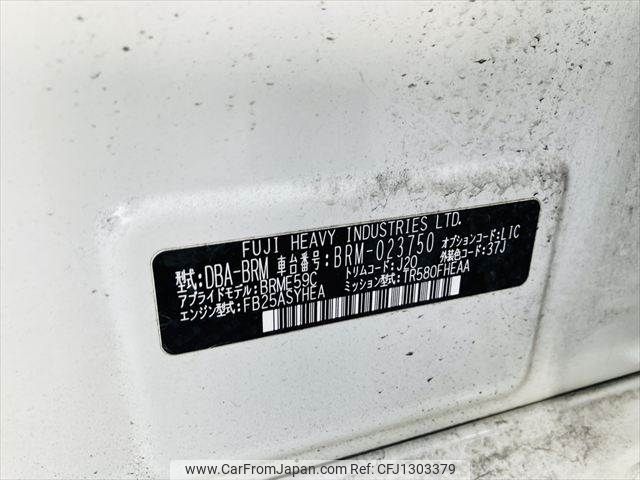 FUJI HEAVY INDUSTRIES LTD.
型式:DBA-BRM 車台番号:BRM-023750 オプションコード:LIC
アプライドモデル:BRME59C トリムコード:J20 外装色コード:37J
エンジン型式:FB25ASYHEA ミッション型式:TR580FHEAA
www.CarFromJapan.com - CFJ1303379